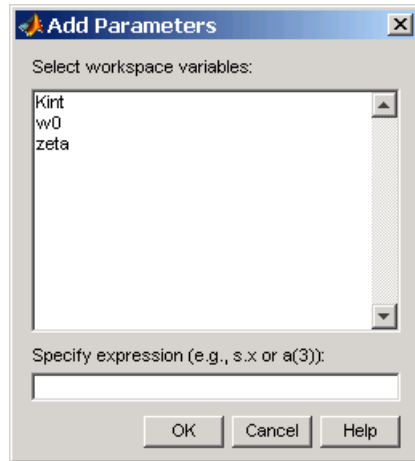 Add Parameters
Select workspace variables:
Kint
w0
zeta
Specify expression (e.g., s.x or a(3)):
OK Cancel Help